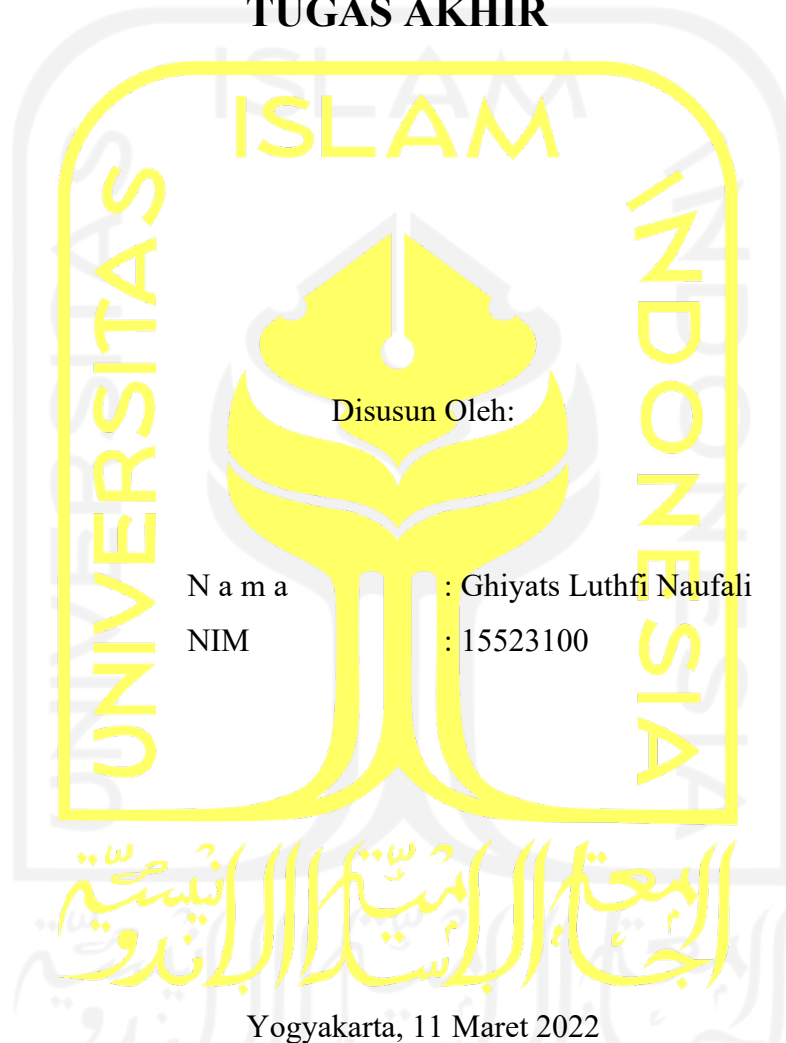 TUGAS AKHIR
ISLAM
UNIVERSITAS
INDONESIA
Disusun Oleh:
N a m a : Ghiyats Luthfi Naufali
NIM : 15523100
الجامعة الإسلامية الإندونيسية
Yogyakarta, 11 Maret 2022